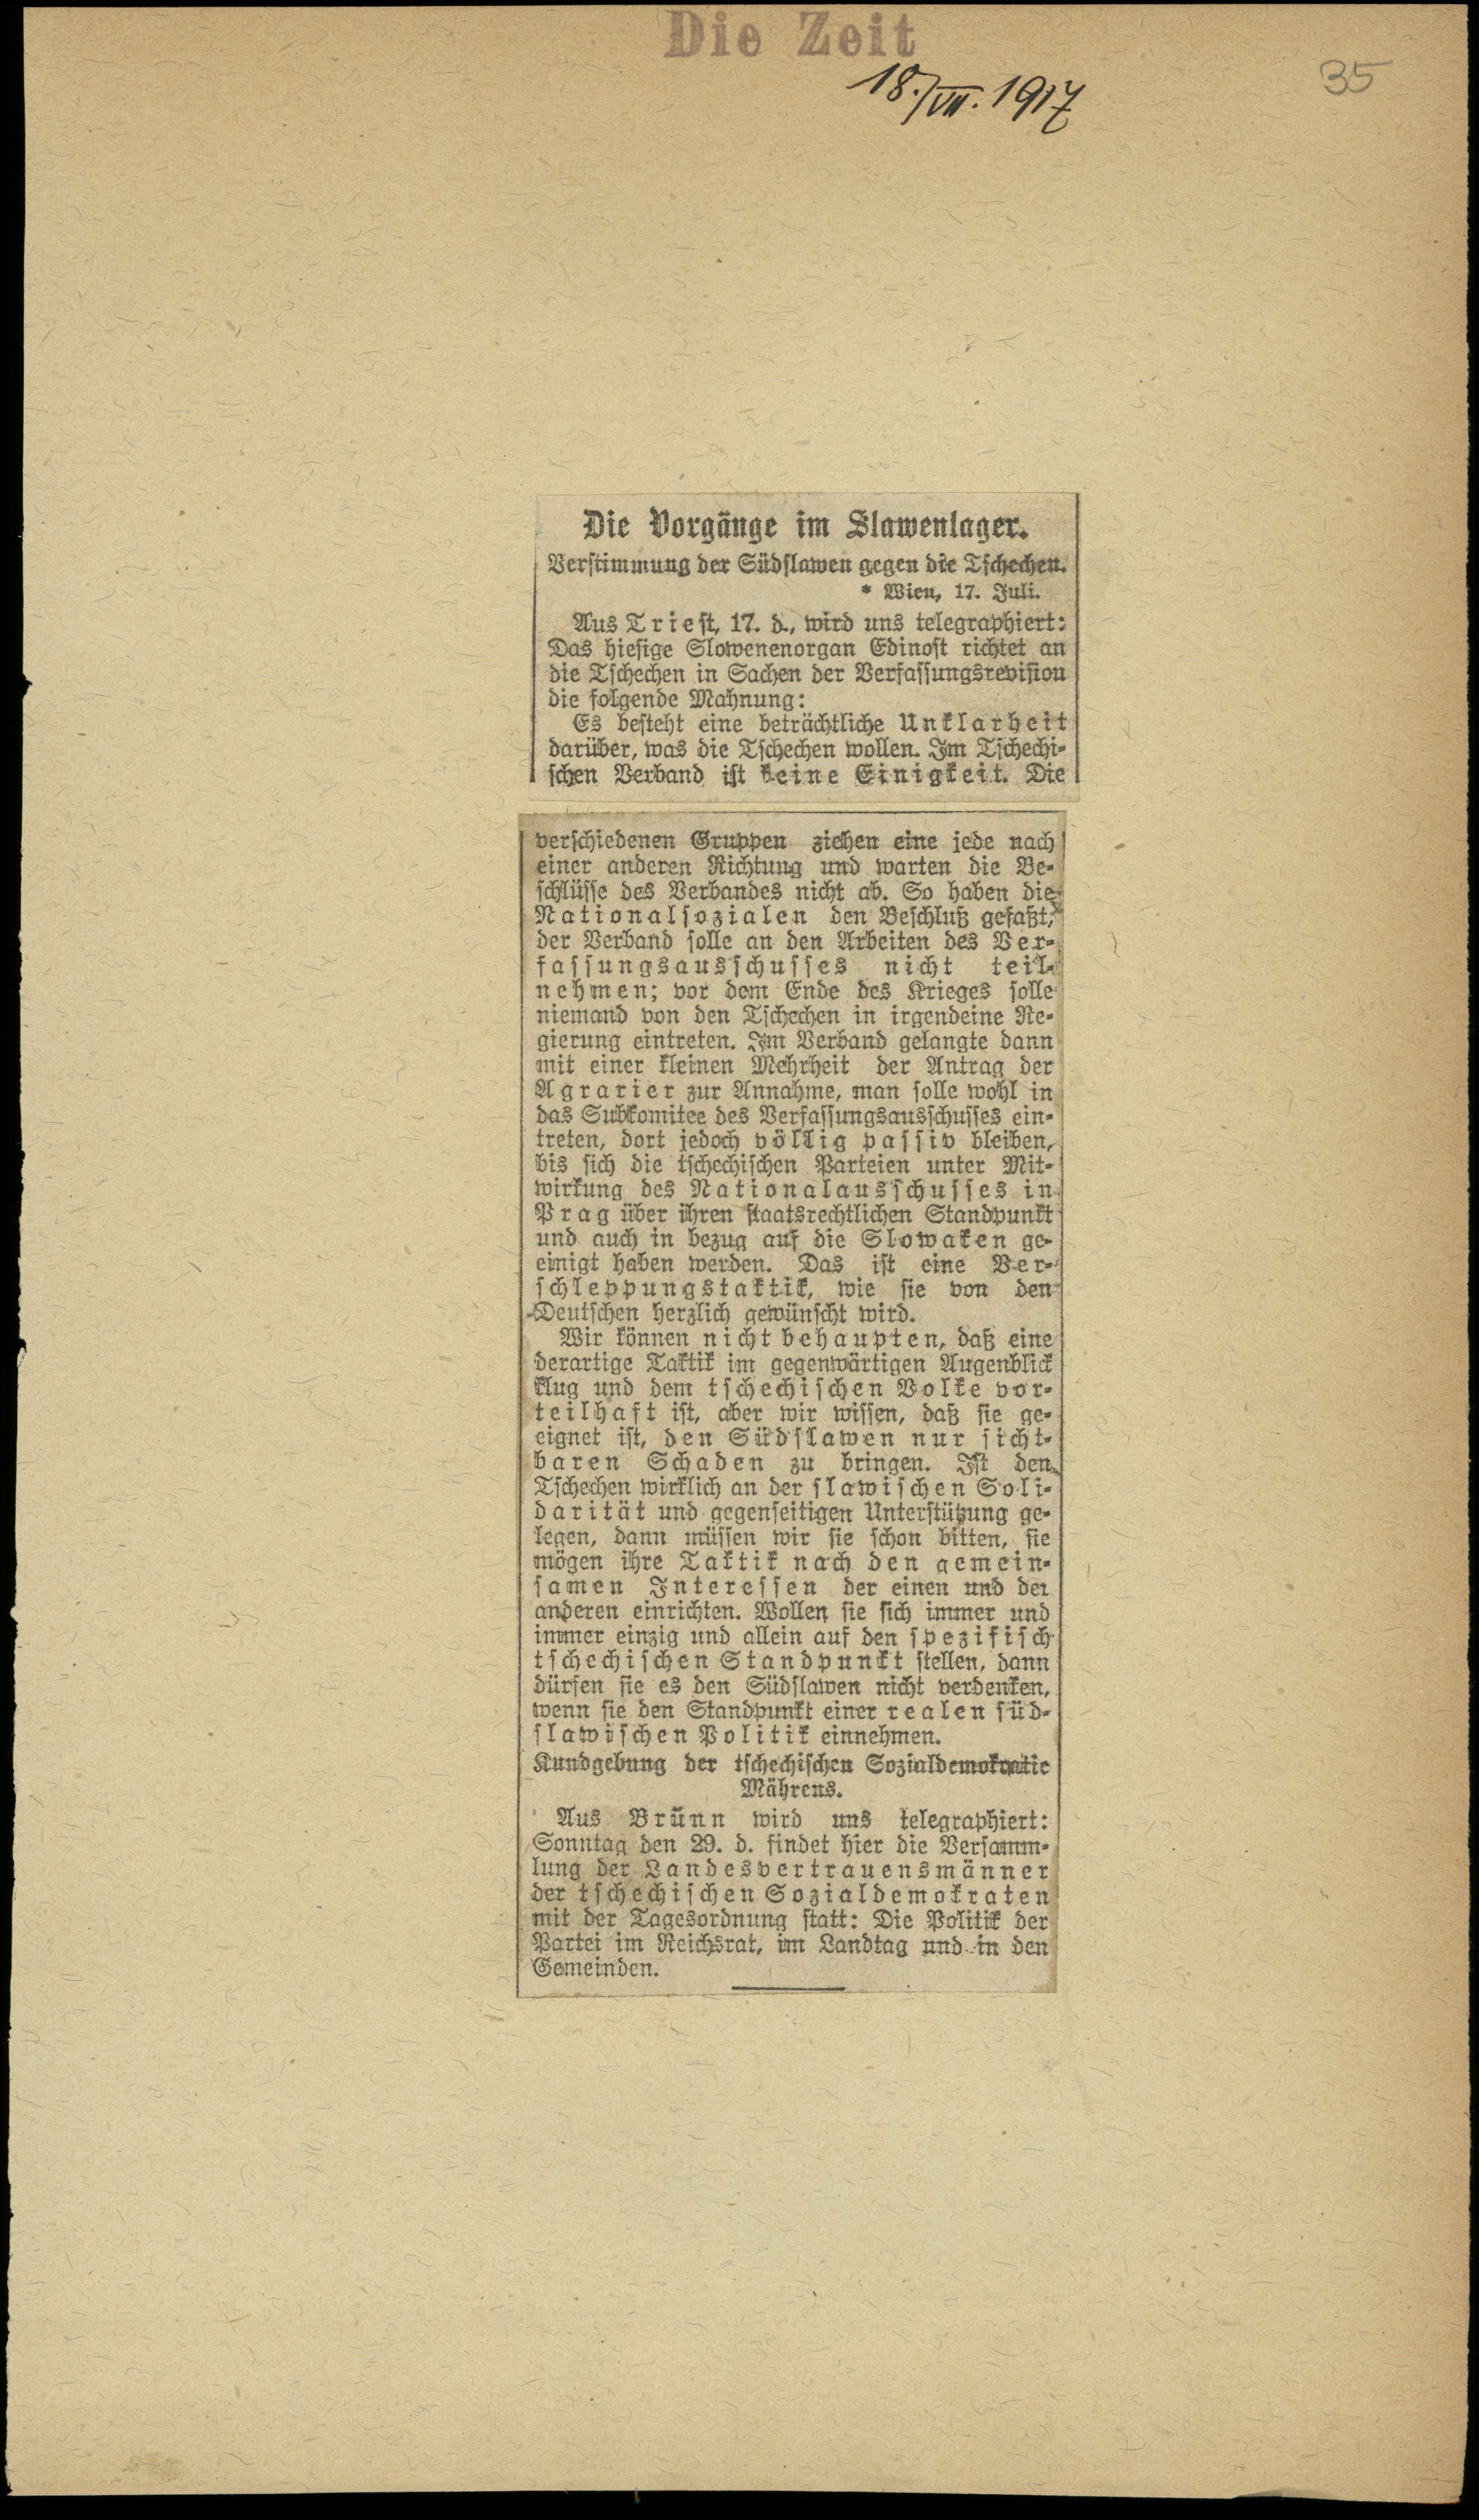 Die Zeit
18./VII. 1917
35
Die Vorgänge im Slawenlager.
Verstimmung der Südslawen gegen die Tschechen.
* Wien, 17. Juli.
Aus Triest, 17. d., wird uns telegraphiert:
Das hiesige Slowenenorgan Edinost richtet an
die Tschechen in Sachen der Verfassungsrevision
die folgende Mahnung:
Es besteht eine beträchtliche Unklarheit
darüber, was die Tschechen wollen. Im Tschechi-
schen Verband ist keine Einigkeit. Die
verschiedenen Gruppen ziehen eine jede nach
einer anderen Richtung und warten die Be-
schlüsse des Verbandes nicht ab. So haben die
Nationalsozialen den Beschluß gefaßt,
der Verband solle an den Arbeiten des Ver-
fassungsausschusses nicht teil-
nehmen; vor dem Ende des Krieges solle
niemand von den Tschechen in irgendeine Re-
gierung eintreten. Im Verband gelangte dann
mit einer kleinen Mehrheit der Antrag der
Agrarier zur Annahme, man solle wohl in
das Subkomitee des Verfassungsausschusses ein-
treten, dort jedoch völlig passiv bleiben,
bis sich die tschechischen Parteien unter Mit-
wirkung des Nationalausschusses in
Prag über ihren staatsrechtlichen Standpunkt
und auch in bezug auf die Slowaken ge-
einigt haben werden. Das ist eine Ver-
schleppungstaktik, wie sie von den
Deutschen herzlich gewünscht wird.
Wir können nicht behaupten, daß eine
derartige Taktik im gegenwärtigen Augenblick
klug und dem tschechischen Volke vor-
teilhaft ist, aber wir wissen, daß sie ge-
eignet ist, den Südslawen nur sicht-
baren Schaden zu bringen. Ist den
Tschechen wirklich an der slawischen Soli-
darität und gegenseitigen Unterstützung ge-
legen, dann müssen wir sie schon bitten, sie
mögen ihre Taktik nach den gemein-
samen Interessen der einen und der
anderen einrichten. Wollen sie sich immer und
immer einzig und allein auf den spezifisch
tschechischen Standpunkt stellen, dann
dürfen sie es den Südslawen nicht verdenken,
wenn sie den Standpunkt einer realen süd-
slawischen Politik einnehmen.
Kundgebung der tschechischen Sozialdemokratie
Mährens.
Aus Brünn wird uns telegraphiert:
Sonntag den 29. d. findet hier die Versamm-
lung der Landesvertrauensmänner
der tschechischen Sozialdemokraten
mit der Tagesordnung statt: Die Politik der
Partei im Reichsrat, im Landtag und in den
Gemeinden.